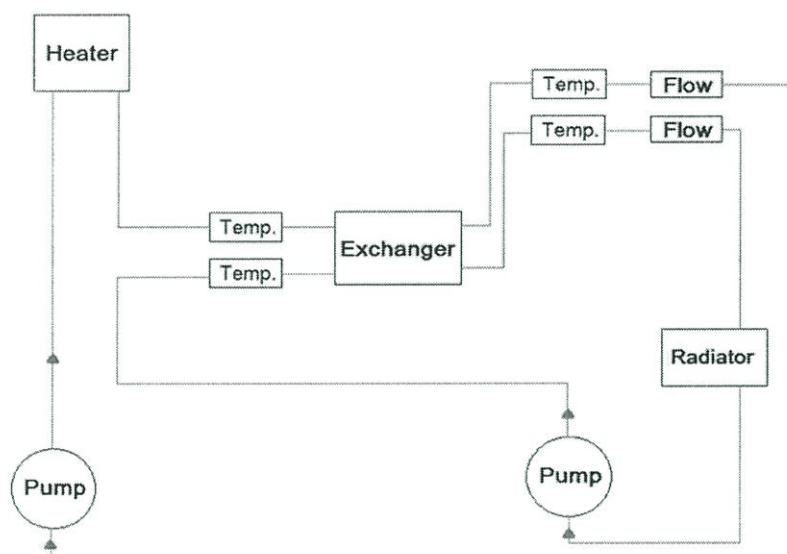 Heater
Temp.
Flow
Temp.
Flow
Temp.
Exchanger
Temp.
Radiator
Pump
Pump